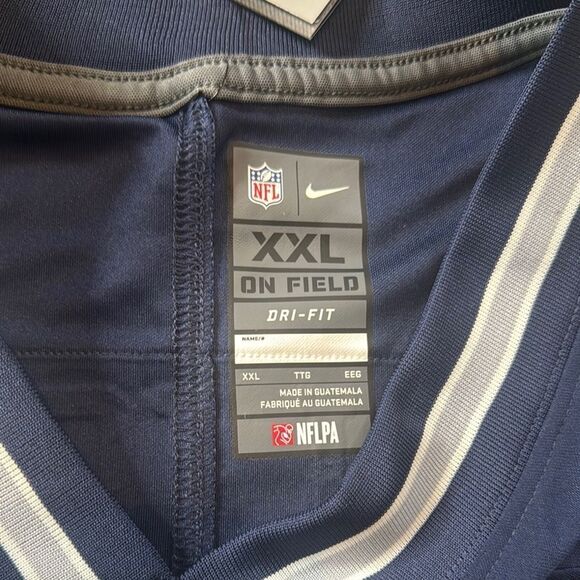 NFL
XXL
ON FIELD
DRI-FIT
NAME/#
XXL TTG EEG
MADE IN GUATEMALA
FABRIQUÉ AU GUATEMALA
NFLPA